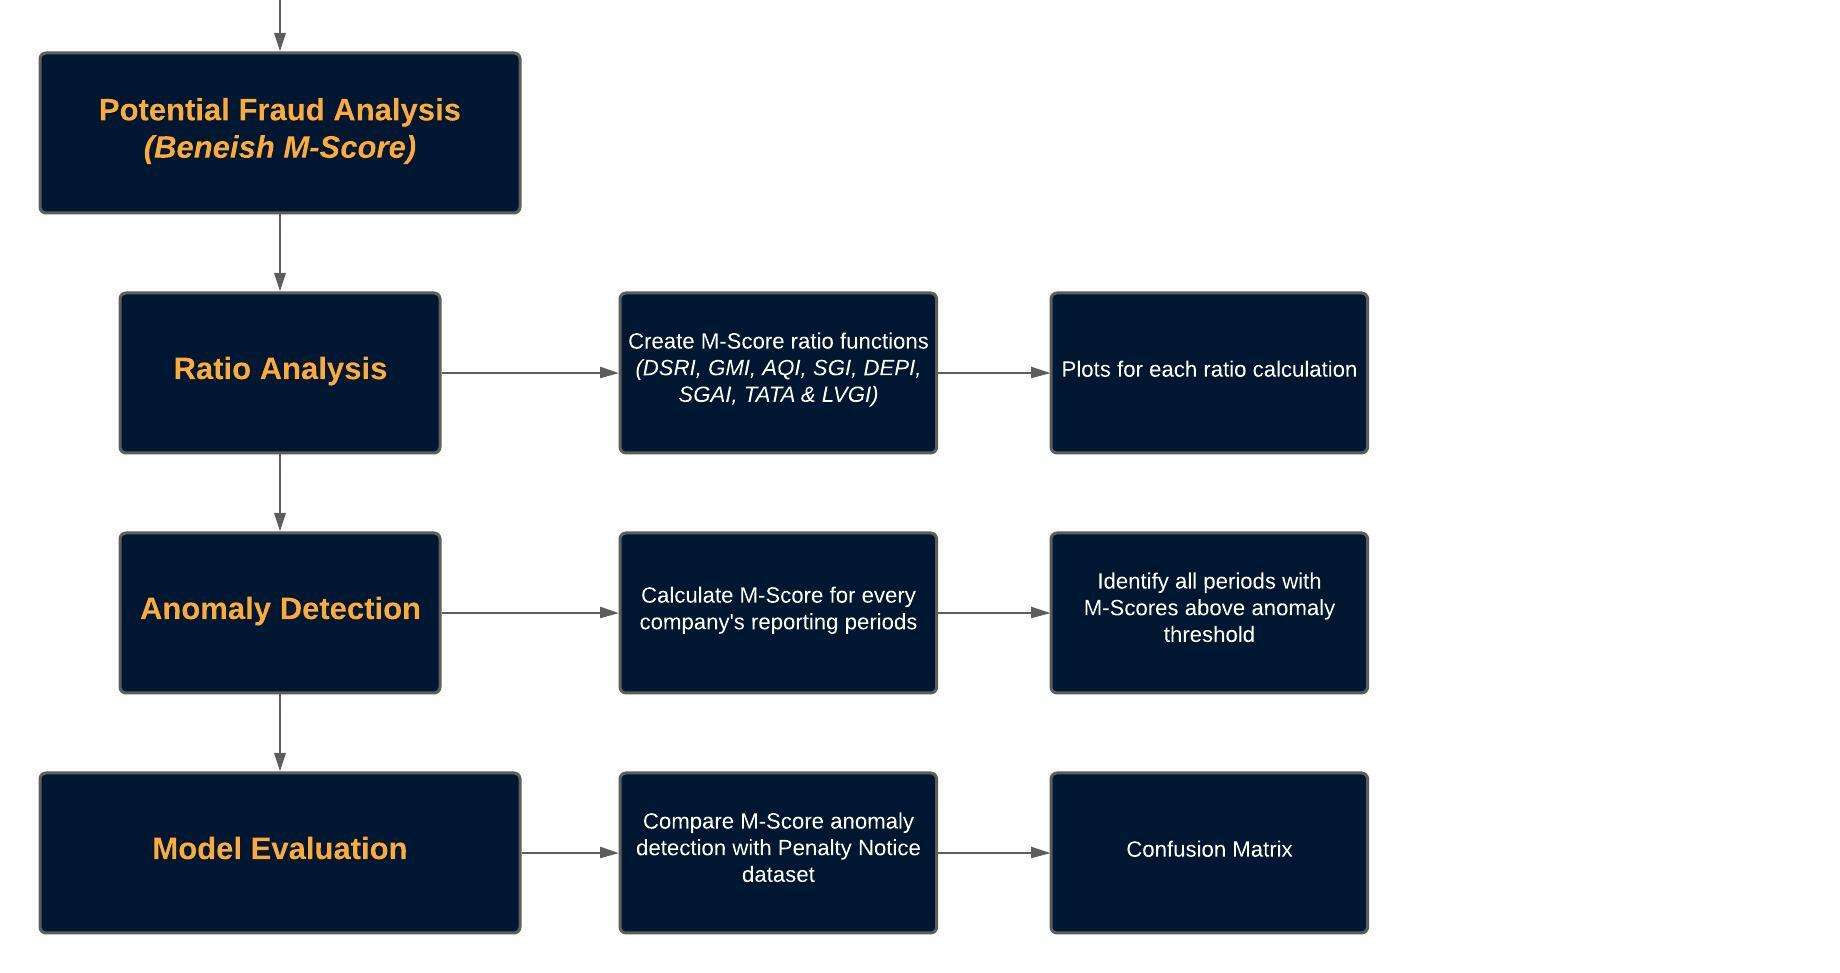 Potential Fraud Analysis
(Beneish M-Score)
Ratio Analysis
Create M-Score ratio functions
(DSRI, GMI, AQI, SGI, DEPI,
SGAI, TATA & LVGI)
Plots for each ratio calculation
Anomaly Detection
Calculate M-Score for every
company's reporting periods
Identify all periods with
M-Scores above anomaly
threshold
Model Evaluation
Compare M-Score anomaly
detection with Penalty Notice
dataset
Confusion Matrix